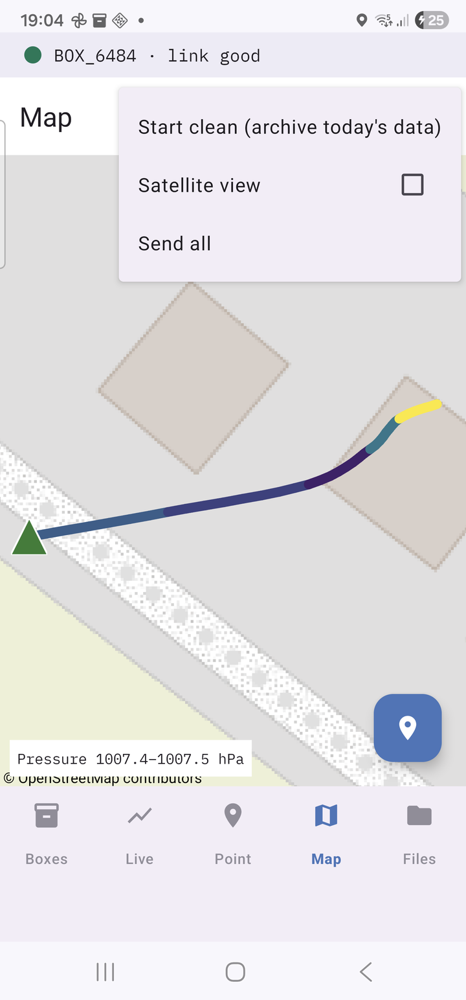 19:04
5
25
BOX_6484 · link good
Map
Start clean (archive today's data)
Satellite view
Send all
Pressure 1007.4–1007.5 hPa
© OpenStreetMap contributors
Boxes
Live
Point
Map
Files